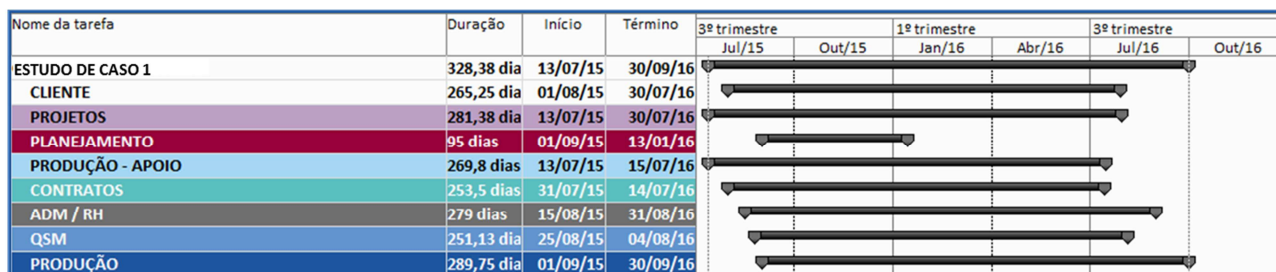 Nome da tarefa Duração Início Término 3º trimestre 1º trimestre 3º trimestre
Jul/15 Out/15 Jan/16 Abr/16 Jul/16 Out/16
ESTUDO DE CASO 1 328,38 dia 13/07/15 30/09/16
CLIENTE 265,25 dia 01/08/15 30/07/16
PROJETOS 281,38 dia 13/07/15 30/07/16
PLANEJAMENTO 95 dias 01/09/15 13/01/16
PRODUÇÃO - APOIO 269,8 dias 13/07/15 15/07/16
CONTRATOS 253,5 dias 31/07/15 14/07/16
ADM / RH 279 dias 15/08/15 31/08/16
QSM 251,13 dia 25/08/15 04/08/16
PRODUÇÃO 289,75 dia 01/09/15 30/09/16